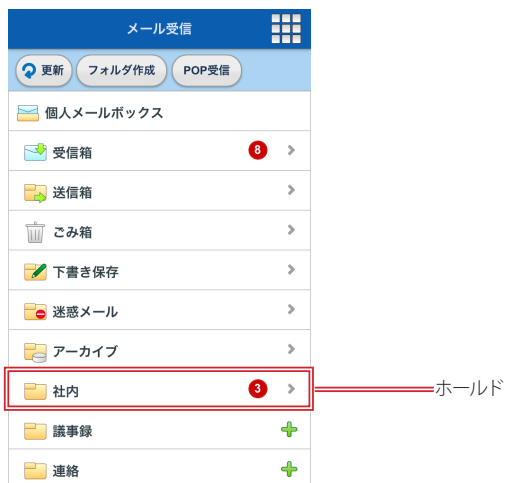 メール受信
更新 フォルダ作成 POP受信
個人メールボックス
受信箱 8
送信箱
ごみ箱
下書き保存
迷惑メール
アーカイブ
社内 3 ホールド
議事録
連絡